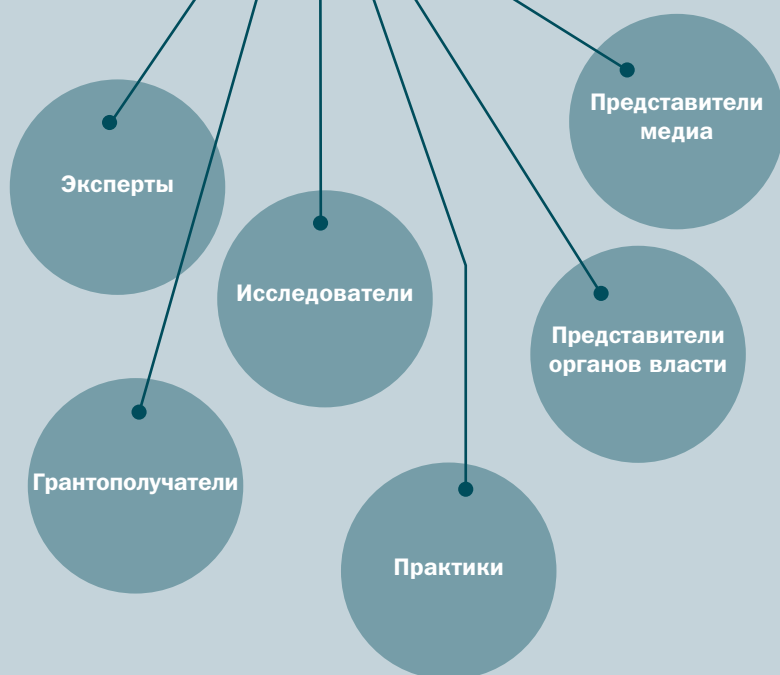 Представители
медиа
Эксперты
Исследователи
Представители
органов власти
Грантополучатели
Практики